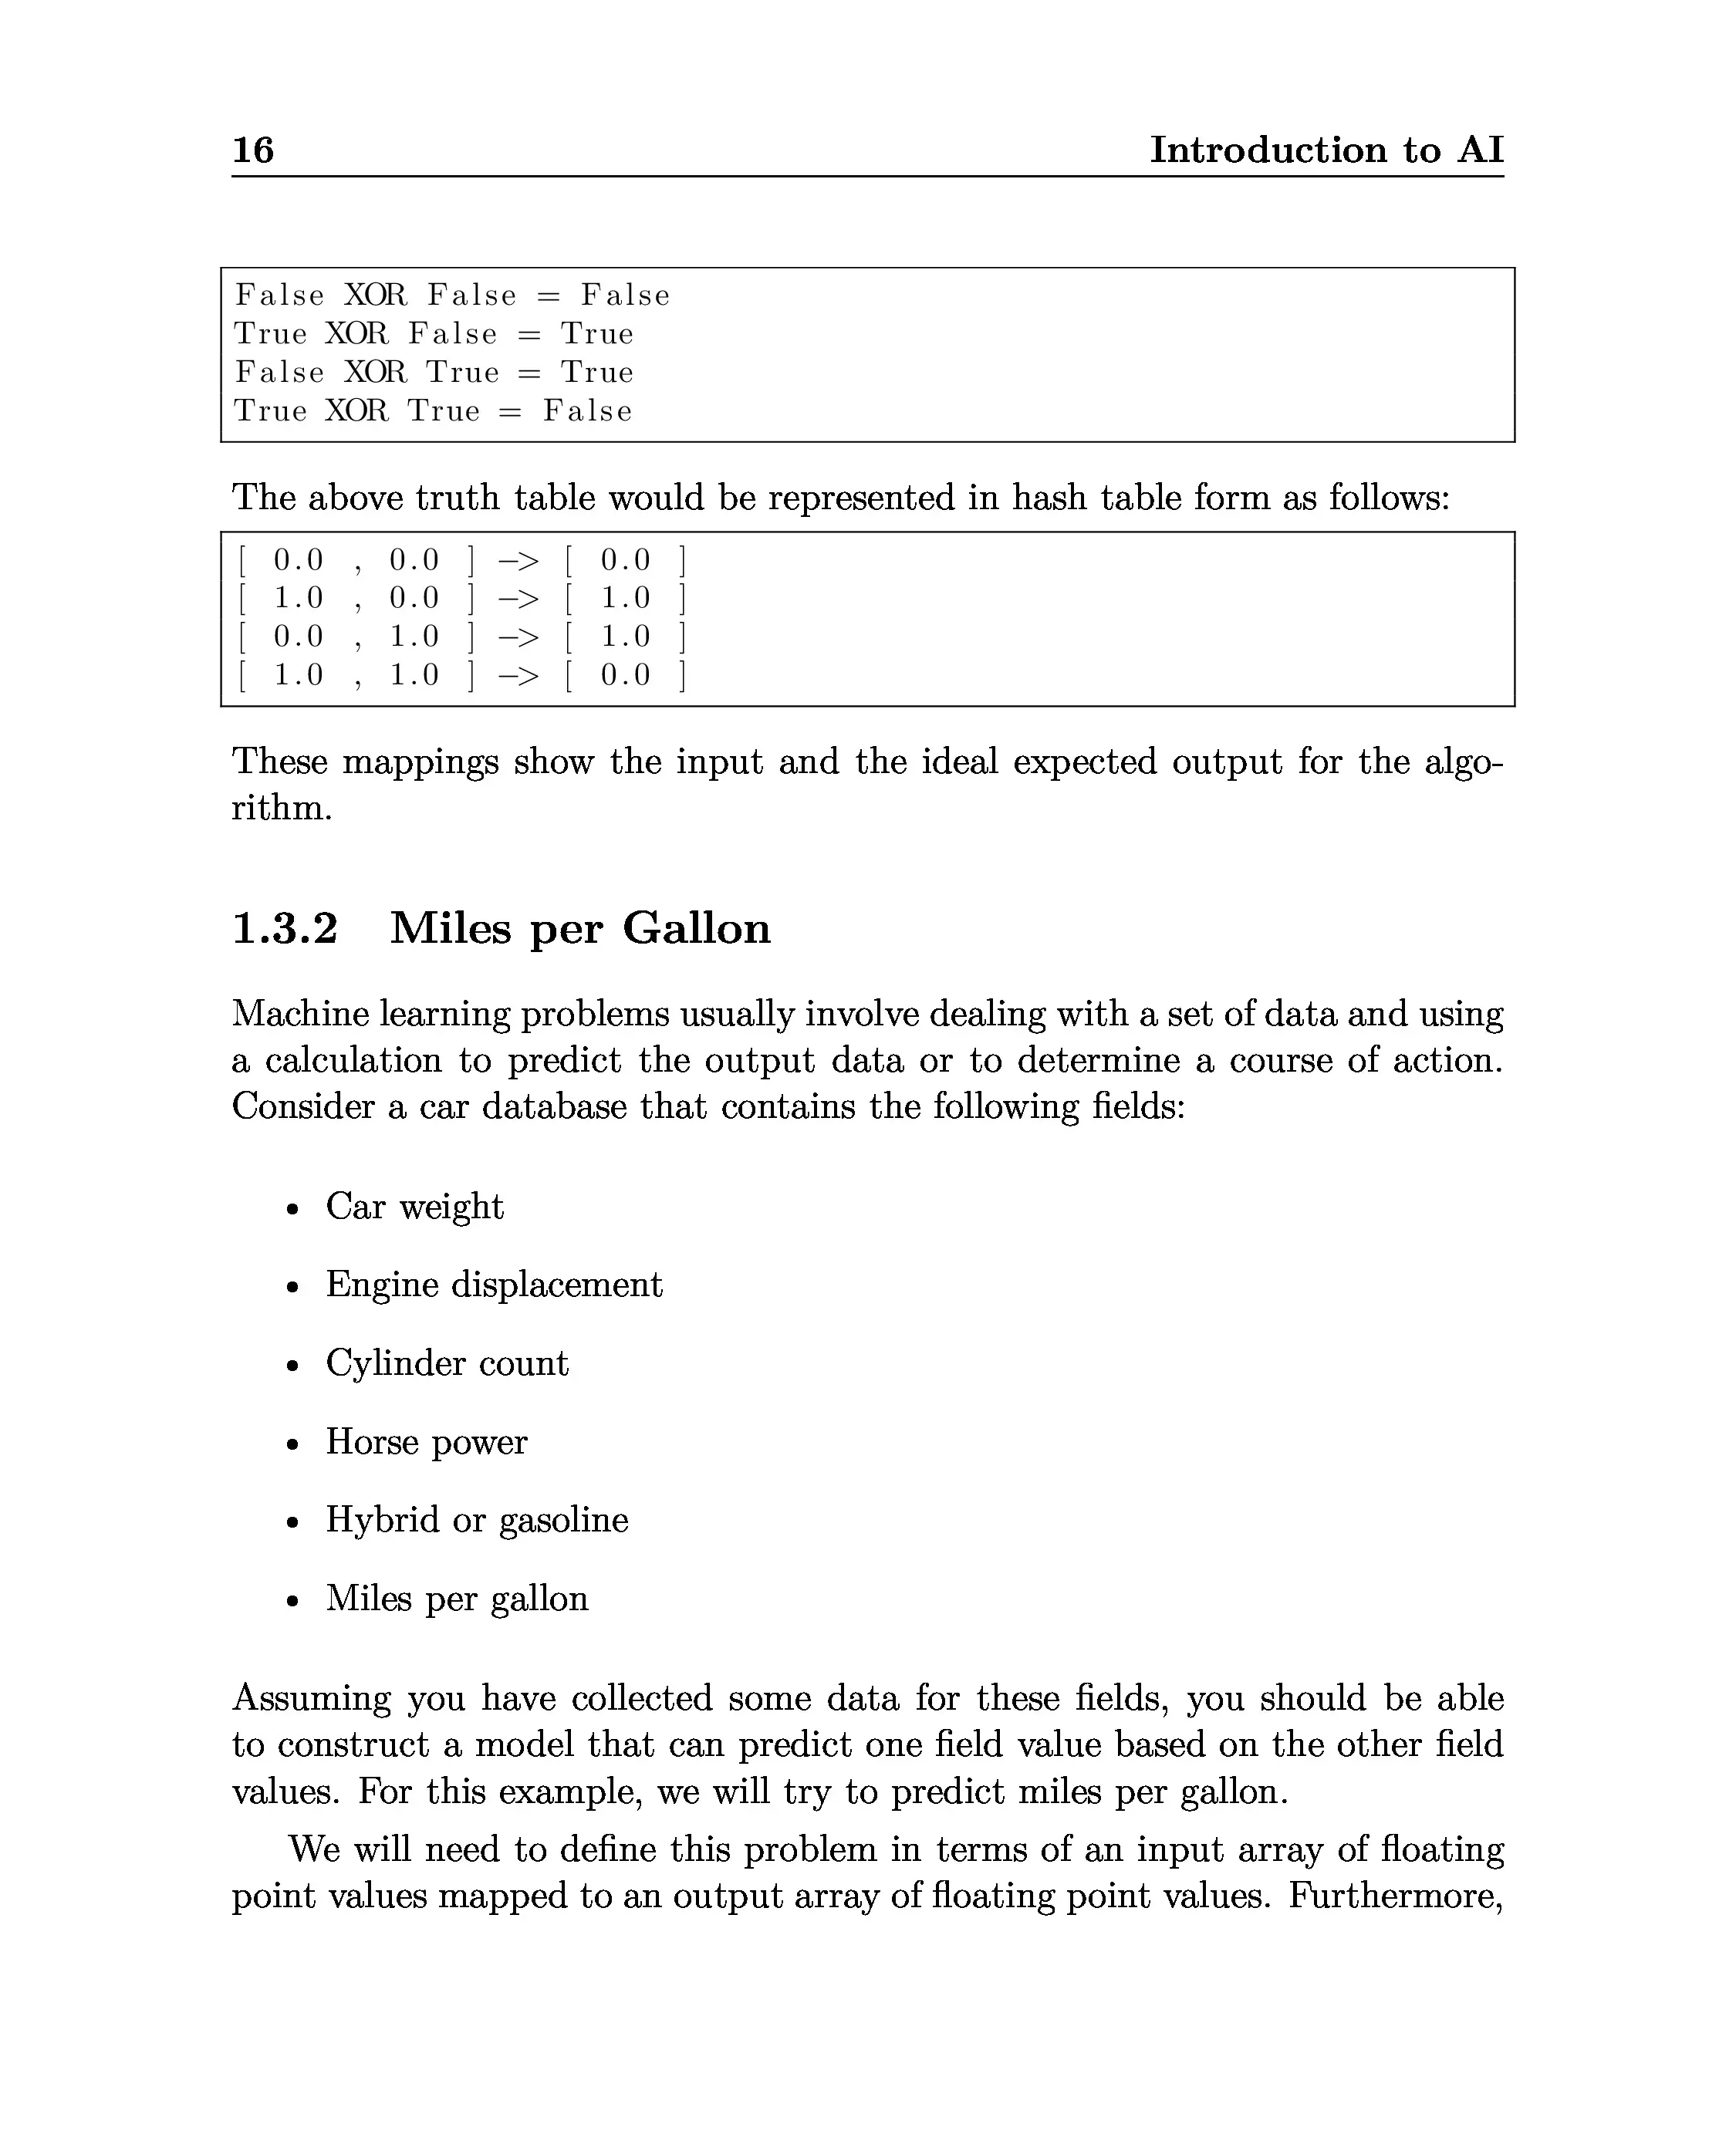 16 Introduction to AI
False XOR False = False
True XOR False = True
False XOR True = True
True XOR True = False
The above truth table would be represented in hash table form as follows:
[ 0.0 , 0.0 ] −> [ 0.0 ]
[ 1.0 , 0.0 ] −> [ 1.0 ]
[ 0.0 , 1.0 ] −> [ 1.0 ]
[ 1.0 , 1.0 ] −> [ 0.0 ]
These mappings show the input and the ideal expected output for the algo-
rithm.
1.3.2 Miles per Gallon
Machine learning problems usually involve dealing with a set of data and using
a calculation to predict the output data or to determine a course of action.
Consider a car database that contains the following fields:
• Car weight
• Engine displacement
• Cylinder count
• Horse power
• Hybrid or gasoline
• Miles per gallon
Assuming you have collected some data for these fields, you should be able
to construct a model that can predict one field value based on the other field
values. For this example, we will try to predict miles per gallon.
We will need to define this problem in terms of an input array of floating
point values mapped to an output array of floating point values. Furthermore,